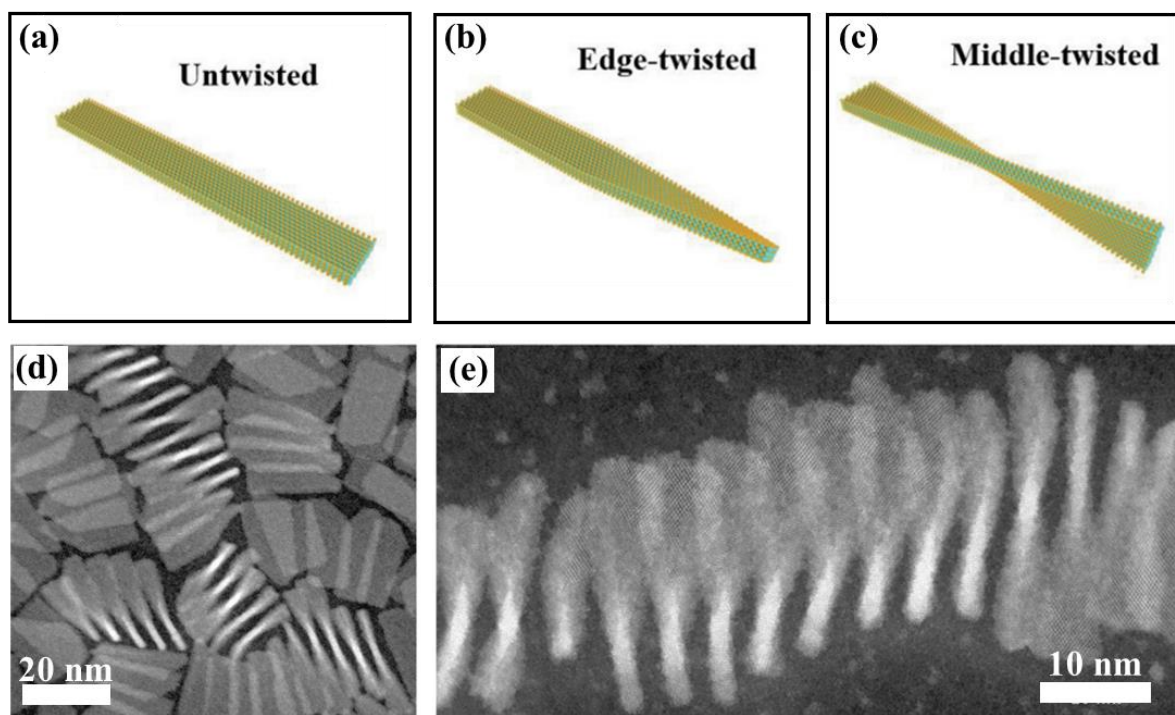 (a)
Untwisted
(b)
Edge-twisted
(c)
Middle-twisted
(d)
20 nm
(e)
10 nm